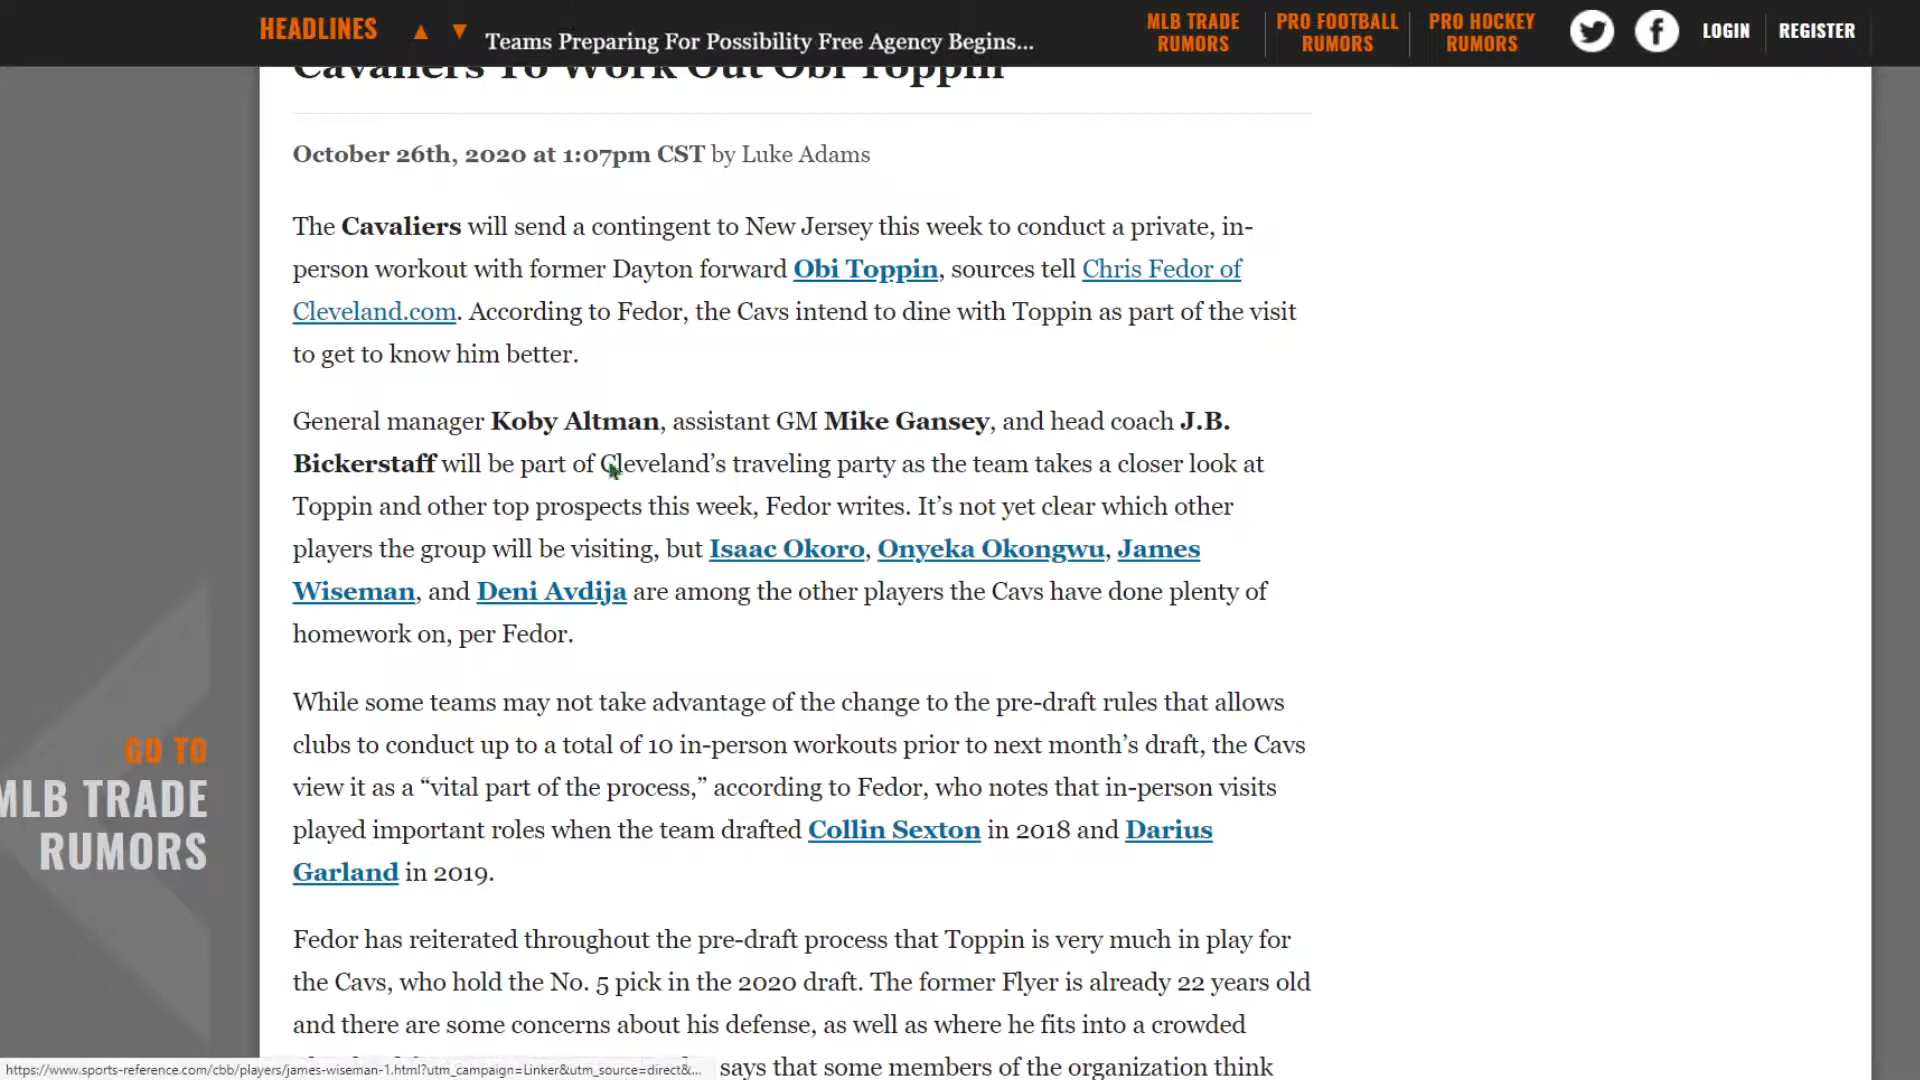 HEADLINES ▲ ▼ Teams Preparing For Possibility Free Agency Begins...
MLB TRADE RUMORS
PRO FOOTBALL RUMORS
PRO HOCKEY RUMORS
LOGIN REGISTER
Cavaliers To Work Out Obi Toppin
October 26th, 2020 at 1:07pm CST by Luke Adams
The Cavaliers will send a contingent to New Jersey this week to conduct a private, in-
person workout with former Dayton forward Obi Toppin, sources tell Chris Fedor of
Cleveland.com. According to Fedor, the Cavs intend to dine with Toppin as part of the visit
to get to know him better.
General manager Koby Altman, assistant GM Mike Gansey, and head coach J.B.
Bickerstaff will be part of Cleveland’s traveling party as the team takes a closer look at
Toppin and other top prospects this week, Fedor writes. It’s not yet clear which other
players the group will be visiting, but Isaac Okoro, Onyeka Okongwu, James
Wiseman, and Deni Avdija are among the other players the Cavs have done plenty of
homework on, per Fedor.
While some teams may not take advantage of the change to the pre-draft rules that allows
clubs to conduct up to a total of 10 in-person workouts prior to next month’s draft, the Cavs
view it as a “vital part of the process,” according to Fedor, who notes that in-person visits
played important roles when the team drafted Collin Sexton in 2018 and Darius
Garland in 2019.
Fedor has reiterated throughout the pre-draft process that Toppin is very much in play for
the Cavs, who hold the No. 5 pick in the 2020 draft. The former Flyer is already 22 years old
and there are some concerns about his defense, as well as where he fits into a crowded
says that some members of the organization think
GO TO
MLB TRADE
RUMORS
https://www.sports-reference.com/cbb/players/james-wiseman-1.html?utm_campaign=Linker&utm_source=direct&...